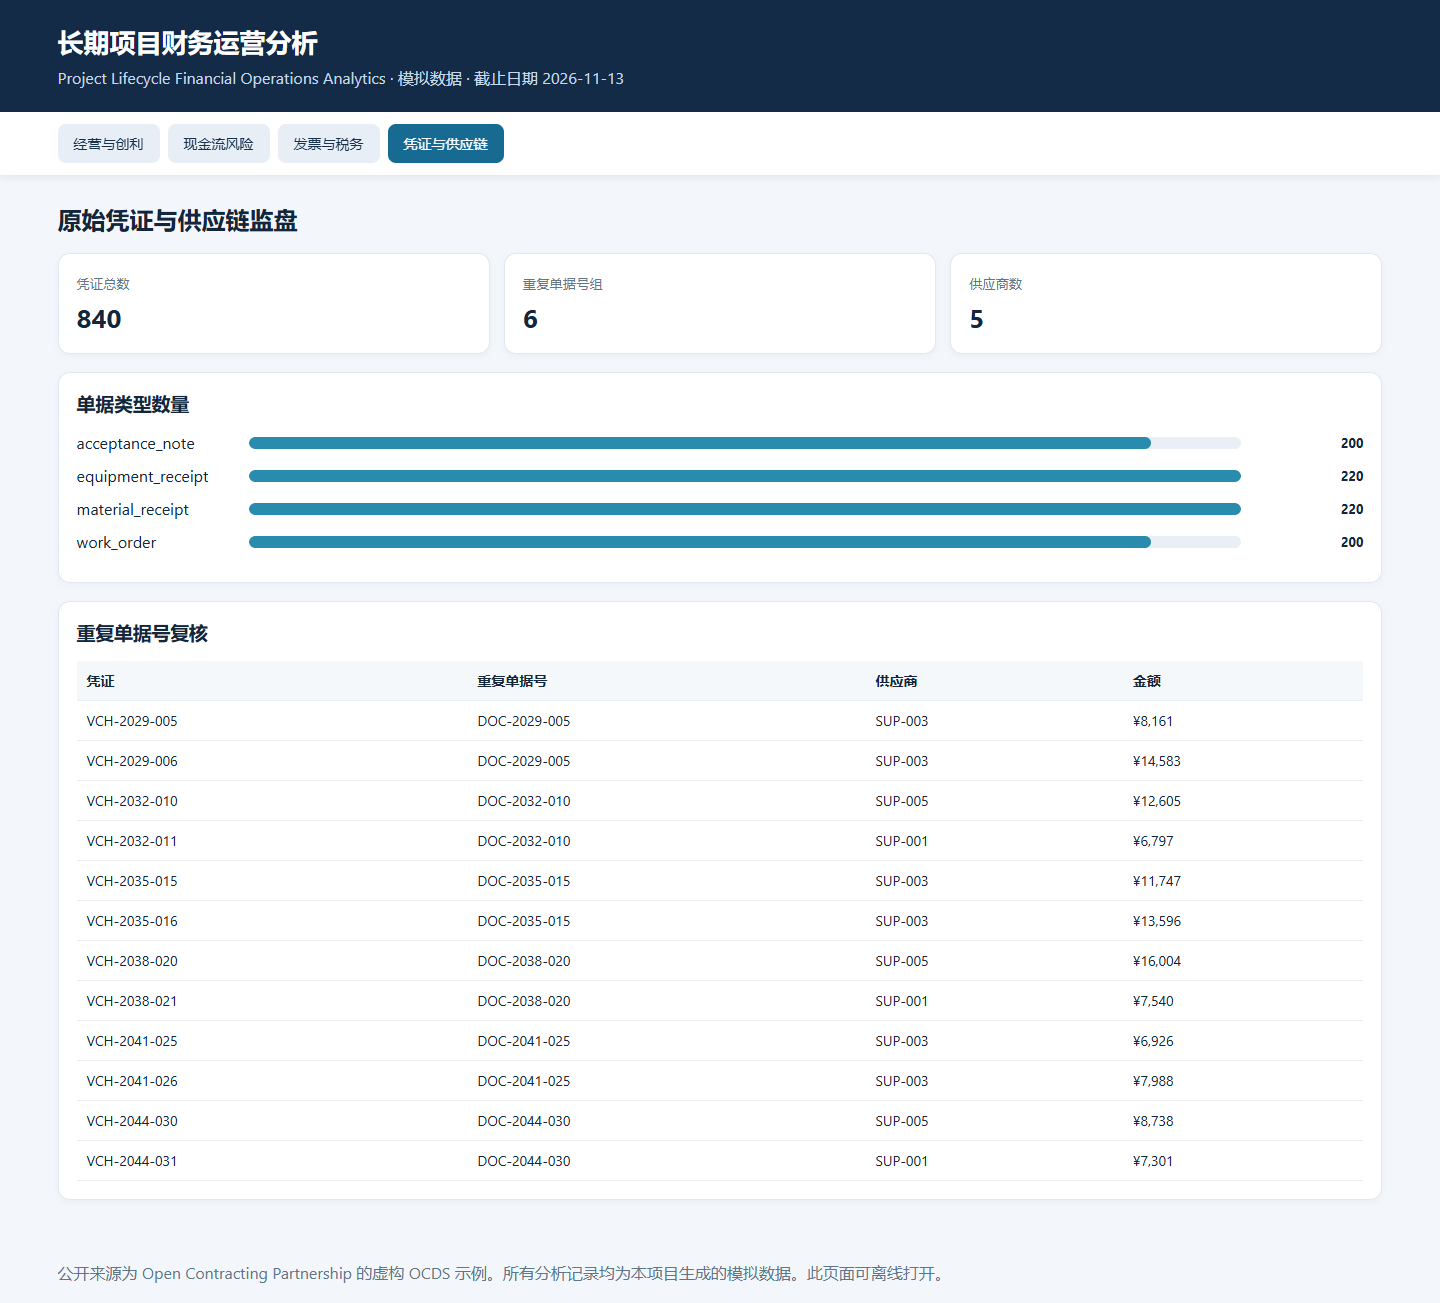 长期项目财务运营分析
Project Lifecycle Financial Operations Analytics · 模拟数据 · 截止日期 2026-11-13
经营与创利 现金流风险 发票与税务 凭证与供应链
原始凭证与供应链监盘
凭证总数 重复单据号组 供应商数
840 6 5
单据类型数量
acceptance_note 200
equipment_receipt 220
material_receipt 220
work_order 200
重复单据号复核
凭证 重复单据号 供应商 金额
VCH-2029-005 DOC-2029-005 SUP-003 ¥8,161
VCH-2029-006 DOC-2029-005 SUP-003 ¥14,583
VCH-2032-010 DOC-2032-010 SUP-005 ¥12,605
VCH-2032-011 DOC-2032-010 SUP-001 ¥6,797
VCH-2035-015 DOC-2035-015 SUP-003 ¥11,747
VCH-2035-016 DOC-2035-015 SUP-003 ¥13,596
VCH-2038-020 DOC-2038-020 SUP-005 ¥16,004
VCH-2038-021 DOC-2038-020 SUP-001 ¥7,540
VCH-2041-025 DOC-2041-025 SUP-003 ¥6,926
VCH-2041-026 DOC-2041-025 SUP-003 ¥7,988
VCH-2044-030 DOC-2044-030 SUP-005 ¥8,738
VCH-2044-031 DOC-2044-030 SUP-001 ¥7,301
公开来源为 Open Contracting Partnership 的虚构 OCDS 示例。所有分析记录均为本项目生成的模拟数据。此页面可离线打开。